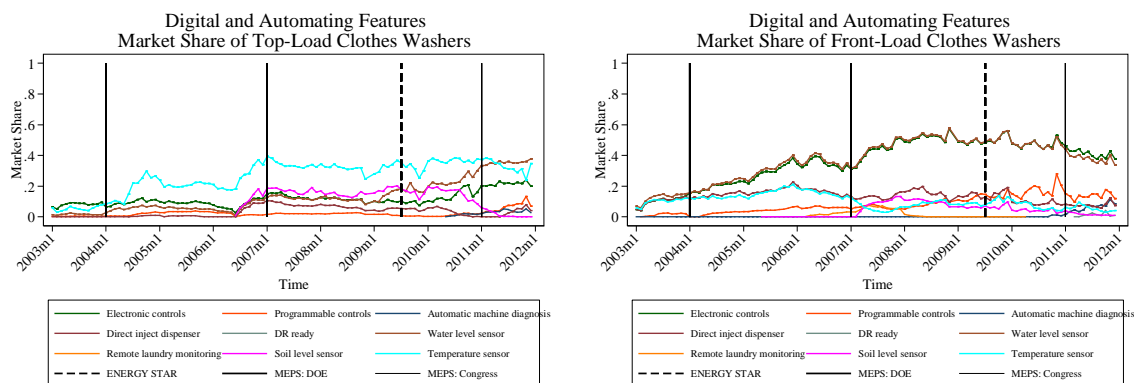 Digital and Automating Features
Market Share of Top-Load Clothes Washers
Market Share
1
.8
.6
.4
.2
0
2003m1
2004m1
2005m1
2006m1
2007m1
2008m1
2009m1
2010m1
2011m1
2012m1
Time
Electronic controls Programmable controls Automatic machine diagnosis
Direct inject dispenser DR ready Water level sensor
Remote laundry monitoring Soil level sensor Temperature sensor
ENERGY STAR MEPS: DOE MEPS: Congress
Digital and Automating Features
Market Share of Front-Load Clothes Washers
Market Share
1
.8
.6
.4
.2
0
2003m1
2004m1
2005m1
2006m1
2007m1
2008m1
2009m1
2010m1
2011m1
2012m1
Time
Electronic controls Programmable controls Automatic machine diagnosis
Direct inject dispenser DR ready Water level sensor
Remote laundry monitoring Soil level sensor Temperature sensor
ENERGY STAR MEPS: DOE MEPS: Congress